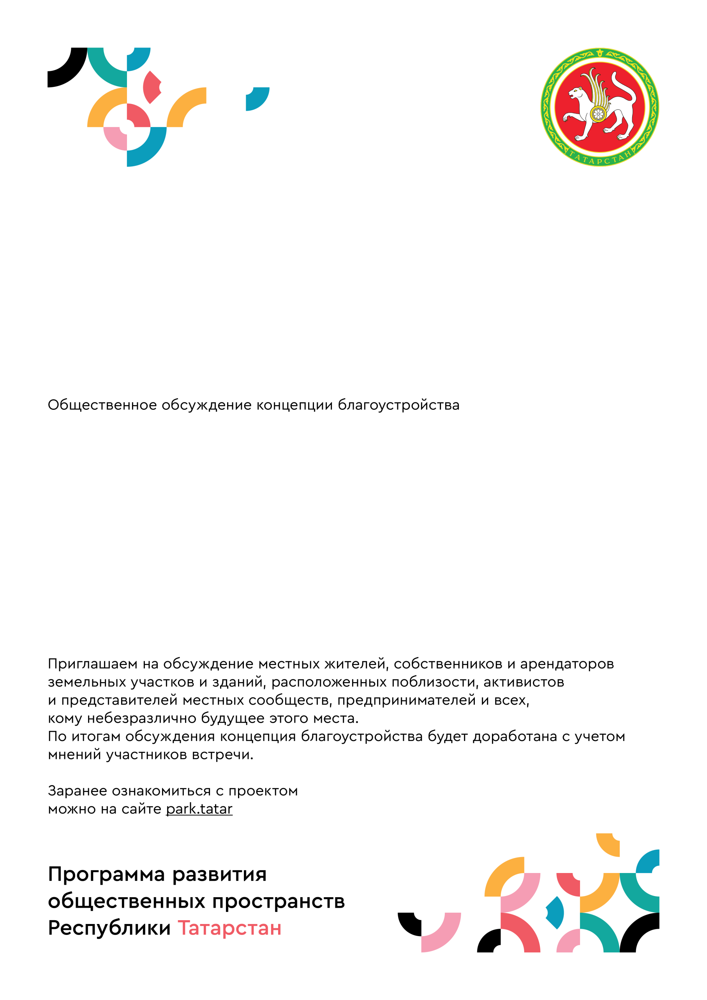 ТАТАРСТАН
Общественное обсуждение концепции благоустройства
Приглашаем на обсуждение местных жителей, собственников и арендаторов
земельных участков и зданий, расположенных поблизости, активистов
и представителей местных сообществ, предпринимателей и всех,
кому небезразлично будущее этого места.
По итогам обсуждения концепция благоустройства будет доработана с учетом
мнений участников встречи.
Заранее ознакомиться с проектом
можно на сайте park.tatar
Программа развития
общественных пространств
Республики Татарстан